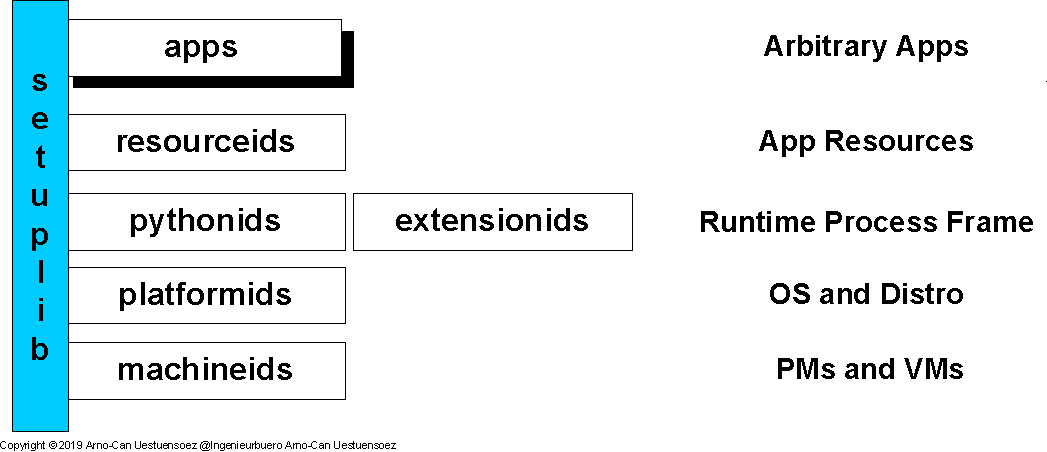 setuplib
apps
Arbitrary Apps
resourceids
App Resources
pythonids
extensionids
Runtime Process Frame
platformids
OS and Distro
machineids
PMs and VMs
Copyright ©2019 Arno-Can Uestuensoez @Ingenieurbuero Arno-Can Uestuensoez